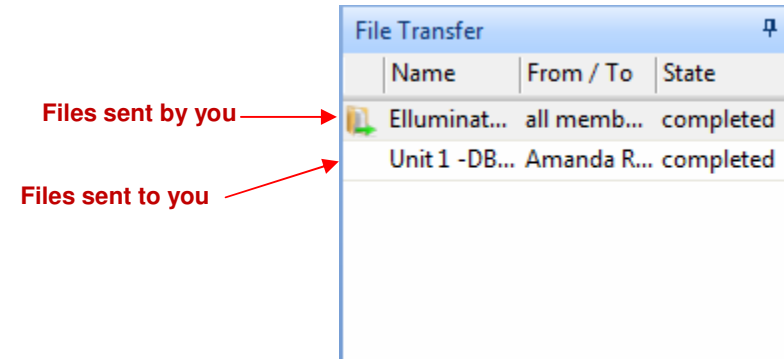 File Transfer
Name From / To State
Files sent by you
Elluminat... all memb... completed
Unit 1 -DB... Amanda R... completed
Files sent to you